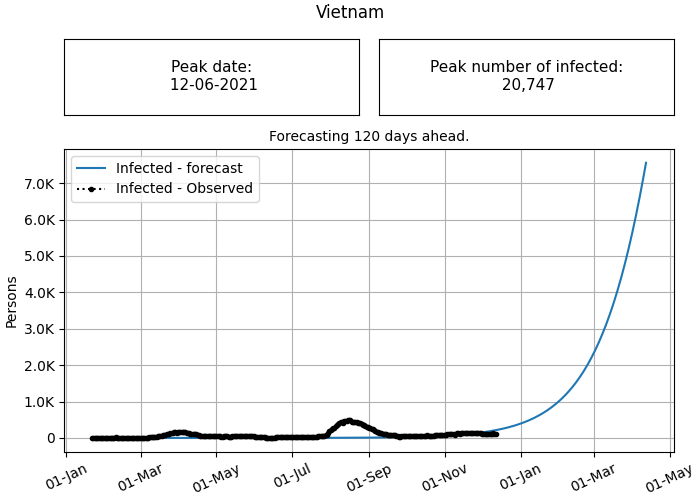 Vietnam
Peak date:
12-06-2021
Peak number of infected:
20,747
Forecasting 120 days ahead.
Infected - forecast
Infected - Observed
7.0K
6.0K
5.0K
4.0K
3.0K
2.0K
1.0K
0
Persons
01-Jan
01-Mar
01-May
01-Jul
01-Sep
01-Nov
01-Jan
01-Mar
01-May